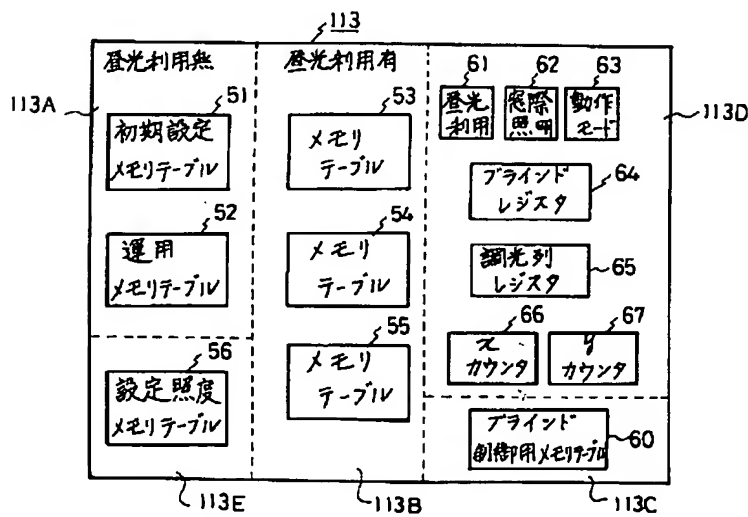 113
昼光利用無
昼光利用有
61
62
63
昼光
利用
窓際
照明
動作
モード
113A
113D
51
初期設定
メモリテーブル
53
メモリ
テーブル
64
ブラインド
レジスタ
52
運用
メモリテーブル
54
メモリ
テーブル
65
調光列
レジスタ
66
x
カウンタ
67
y
カウンタ
56
設定照度
メモリテーブル
55
メモリ
テーブル
60
ブラインド
制御用メモリテーブル
113E
113B
113C